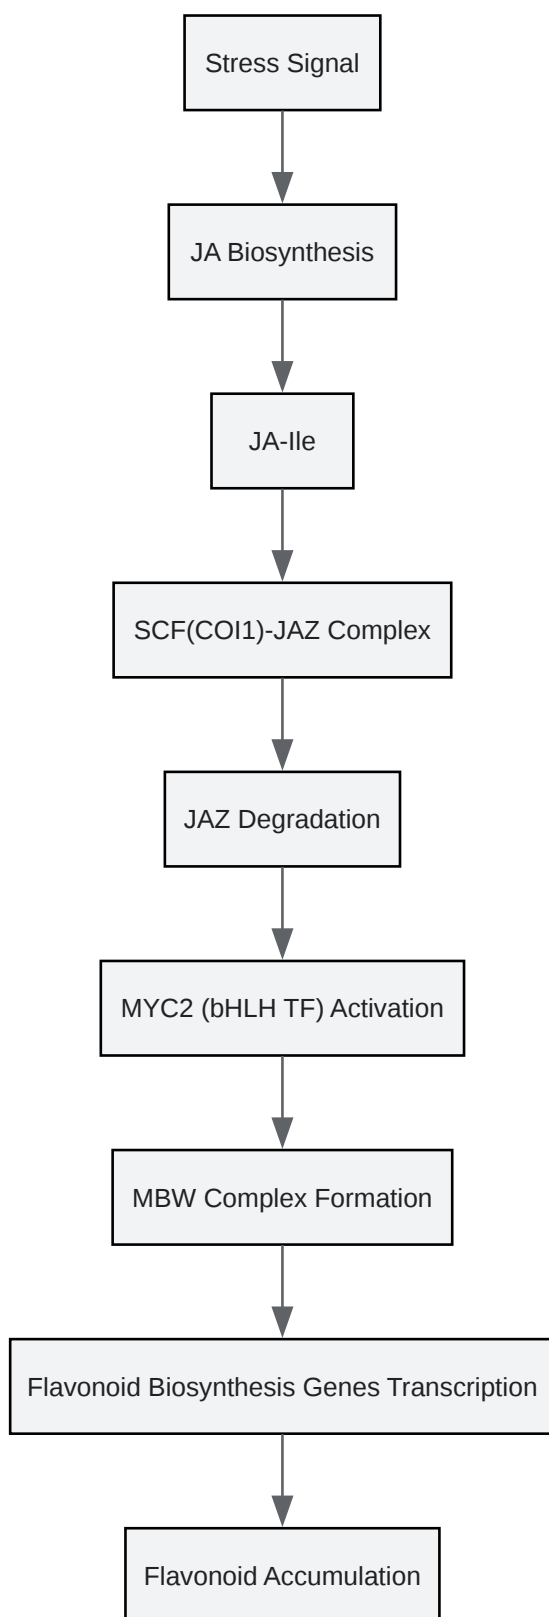 Stress Signal
JA Biosynthesis
JA-Ile
SCF(COI1)-JAZ Complex
JAZ Degradation
MYC2 (bHLH TF) Activation
MBW Complex Formation
Flavonoid Biosynthesis Genes Transcription
Flavonoid Accumulation